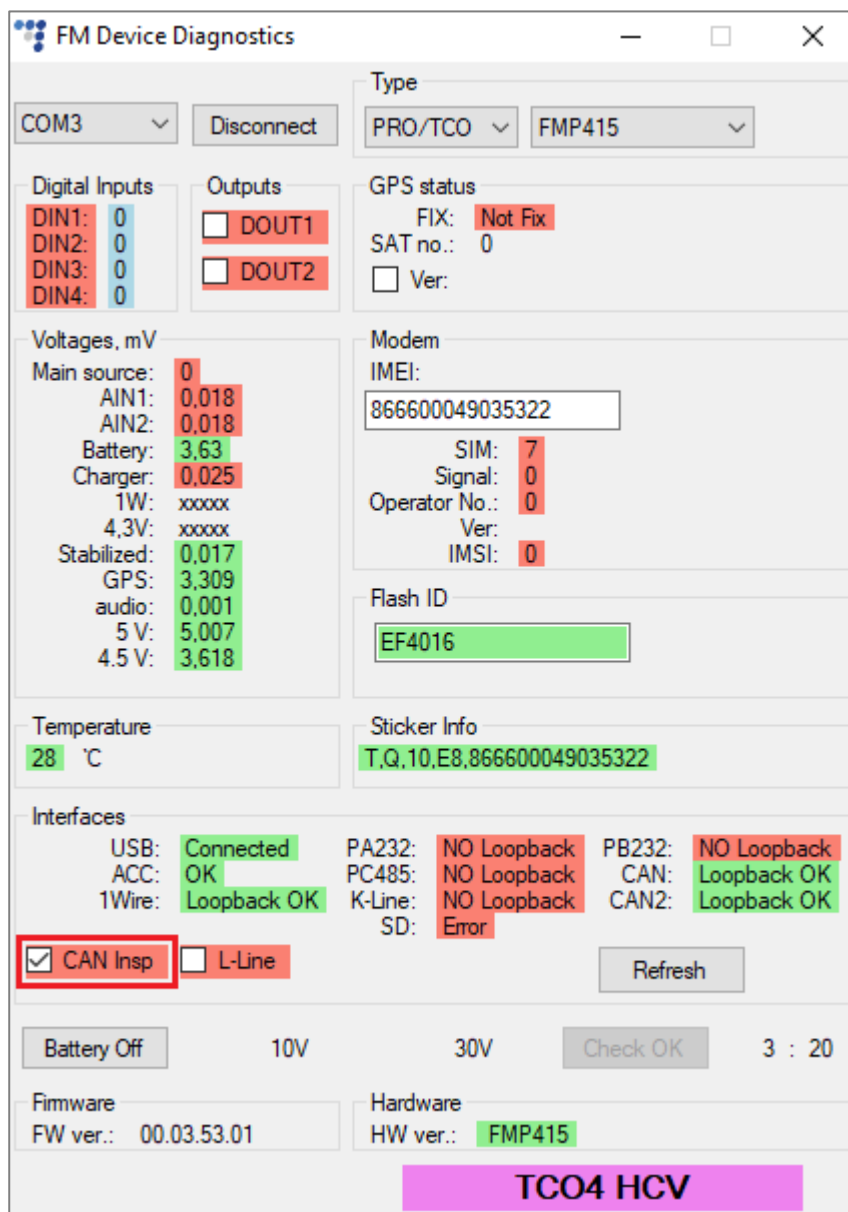 FM Device Diagnostics
Type
COM3 Disconnect PRO/TCO FMP415
Digital Inputs Outputs GPS status
DIN1: 0 DOUT1 FIX: Not Fix
DIN2: 0 SAT no.: 0
DIN3: 0 DOUT2 Ver:
DIN4: 0
Voltages, mV
Main source: 0
AIN1: 0,018
AIN2: 0,018
Battery: 3,63
Charger: 0,025
1W: xxxxx
4,3V: xxxxx
Stabilized: 0,017
GPS: 3,309
audio: 0,001
5 V: 5,007
4.5 V: 3,618
Modem
IMEI:
866600049035322
SIM: 7
Signal: 0
Operator No.: 0
Ver:
IMSI: 0
Flash ID
EF4016
Temperature
28 °C
Sticker Info
T,Q,10,E8,866600049035322
Interfaces
USB: Connected PA232: NO Loopback PB232: NO Loopback
ACC: OK PC485: NO Loopback CAN: Loopback OK
1Wire: Loopback OK K-Line: NO Loopback CAN2: Loopback OK
SD: Error
CAN Insp L-Line Refresh
Battery Off 10V 30V Check OK 3 : 20
Firmware
FW ver.: 00.03.53.01
Hardware
HW ver.: FMP415
TCO4 HCV